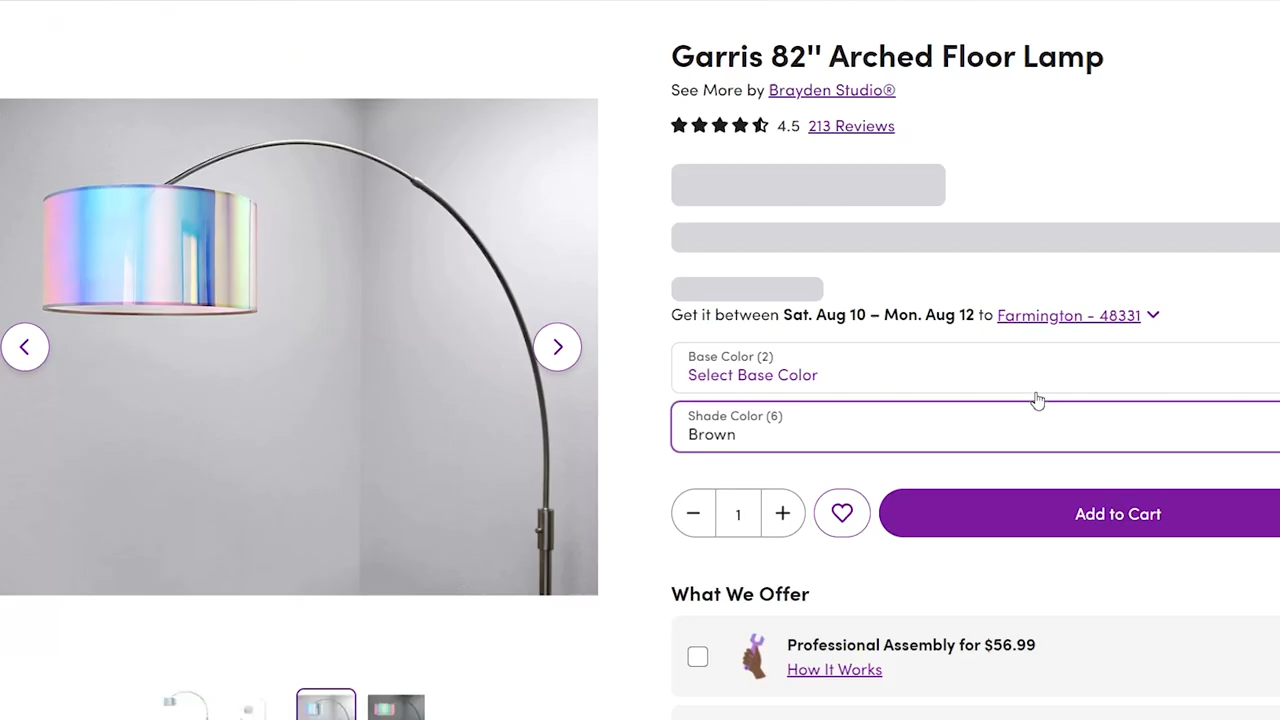 Garris 82" Arched Floor Lamp
See More by Brayden Studio®
4.5 213 Reviews
Get it between Sat. Aug 10 – Mon. Aug 12 to Farmington - 48331
Base Color (2)
Select Base Color
Shade Color (6)
Brown
1
Add to Cart
What We Offer
Professional Assembly for $56.99
How It Works